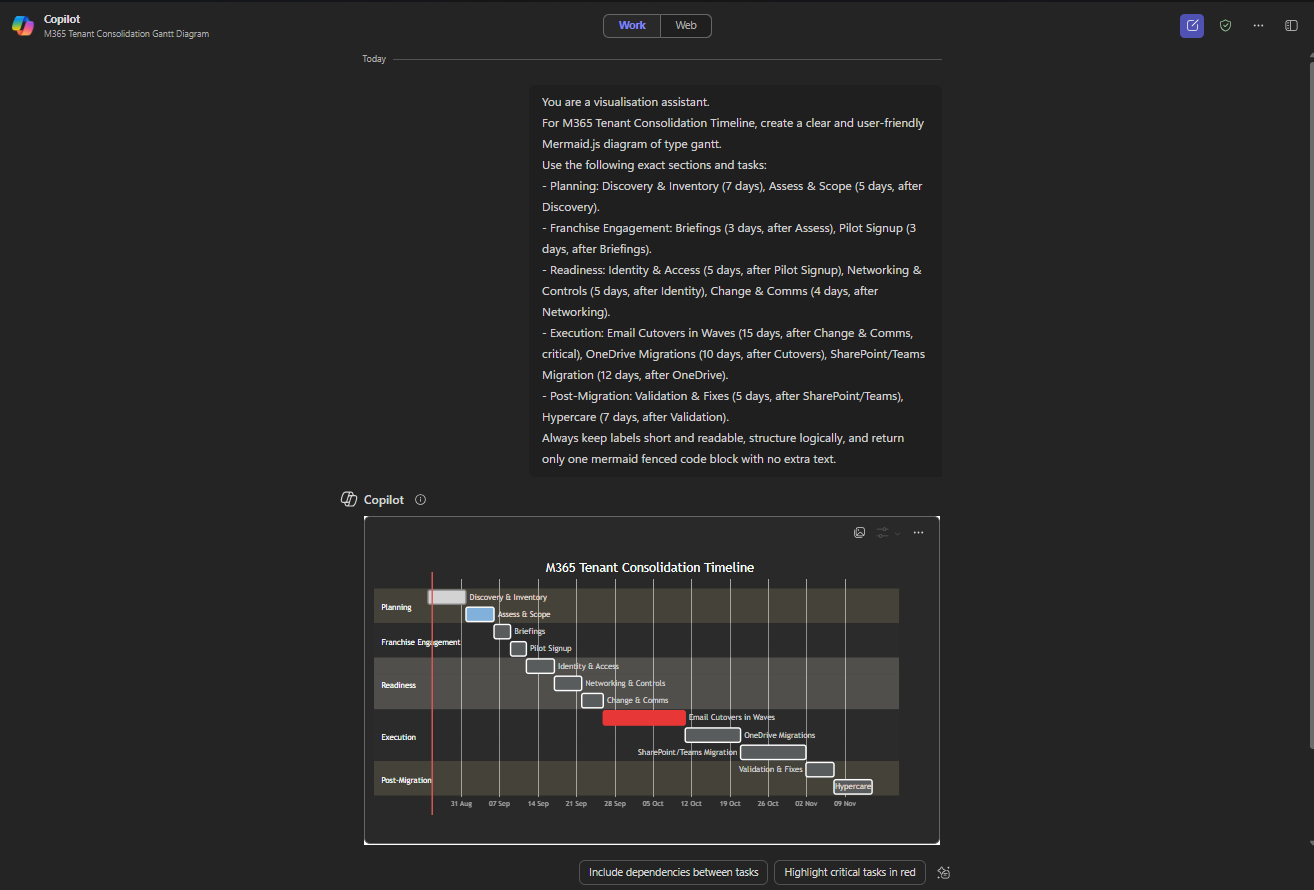 Copilot
M365 Tenant Consolidation Gantt Diagram
Work
Web
Today
You are a visualisation assistant.
For M365 Tenant Consolidation Timeline, create a clear and user-friendly
Mermaid.js diagram of type gantt.
Use the following exact sections and tasks:
- Planning: Discovery & Inventory (7 days), Assess & Scope (5 days, after
Discovery).
- Franchise Engagement: Briefings (3 days, after Assess), Pilot Signup (3
days, after Briefings).
- Readiness: Identity & Access (5 days, after Pilot Signup), Networking &
Controls (5 days, after Identity), Change & Comms (4 days, after
Networking).
- Execution: Email Cutovers in Waves (15 days, after Change & Comms,
critical), OneDrive Migrations (10 days, after Cutovers), SharePoint/Teams
Migration (12 days, after OneDrive).
- Post-Migration: Validation & Fixes (5 days, after SharePoint/Teams),
Hypercare (7 days, after Validation).
Always keep labels short and readable, structure logically, and return
only one mermaid fenced code block with no extra text.
Copilot
M365 Tenant Consolidation Timeline
Planning
Discovery & Inventory
Assess & Scope
Franchise Engagement
Briefings
Pilot Signup
Readiness
Identity & Access
Networking & Controls
Change & Comms
Execution
Email Cutovers in Waves
OneDrive Migrations
SharePoint/Teams Migration
Post-Migration
Validation & Fixes
Hypercare
31 Aug 07 Sep 14 Sep 21 Sep 28 Sep 05 Oct 12 Oct 19 Oct 26 Oct 02 Nov 09 Nov
Include dependencies between tasks
Highlight critical tasks in red